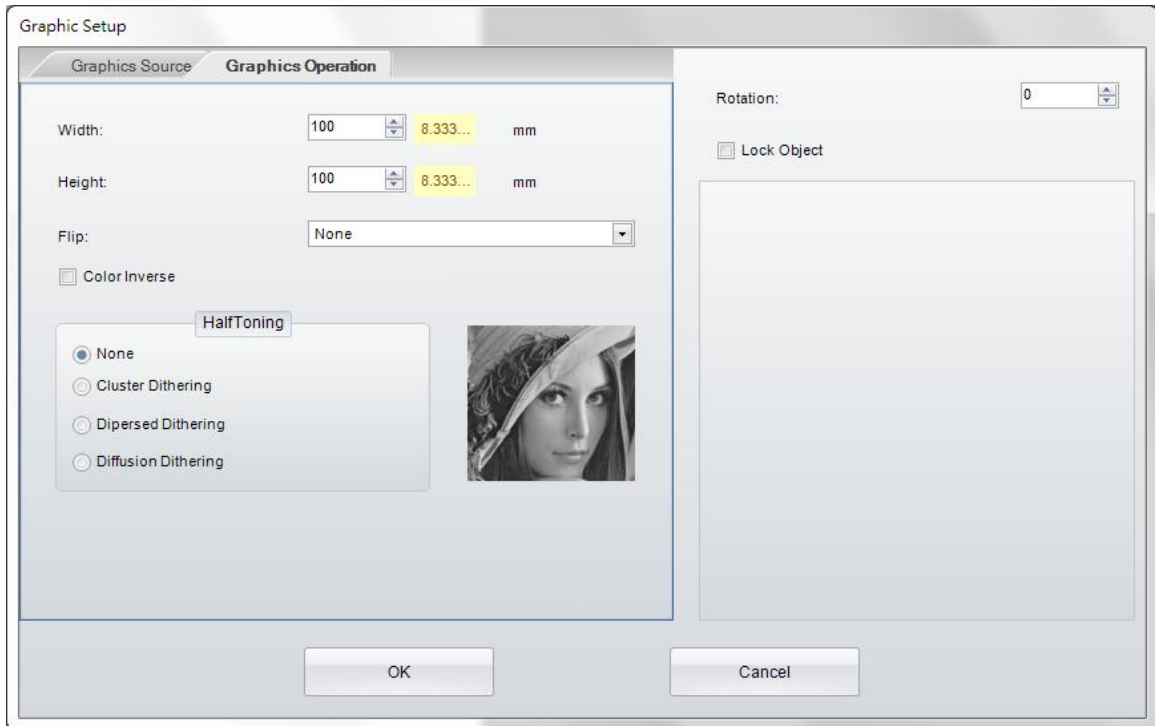 Graphic Setup
Graphics Source
Graphics Operation
Width: 100 8.333... mm
Height: 100 8.333... mm
Flip: None
Color Inverse
HalfToning
None
Cluster Dithering
Dipersed Dithering
Diffusion Dithering
Rotation: 0
Lock Object
OK
Cancel